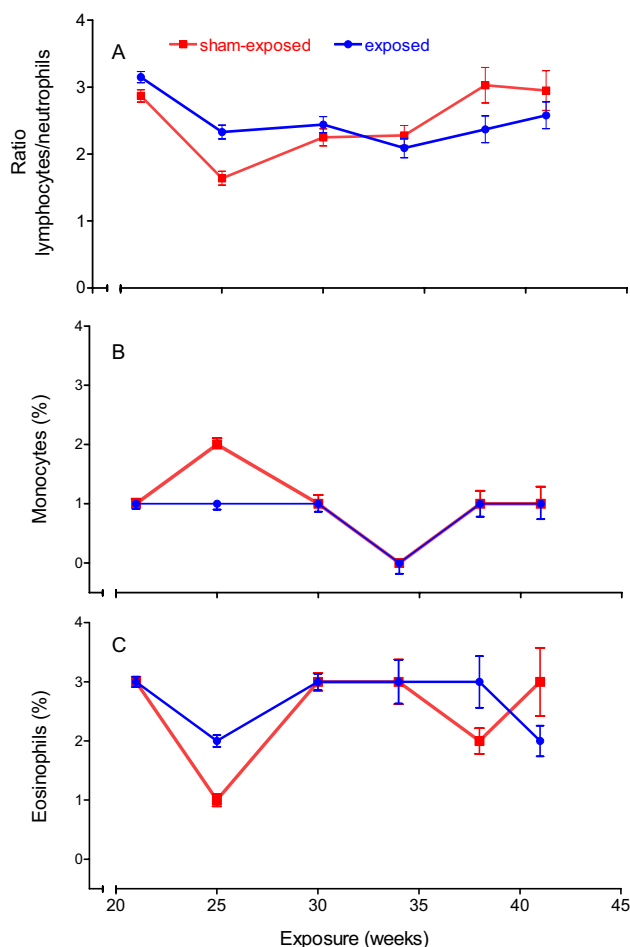 A
sham-exposed
exposed
4
3
2
1
0
Ratio
lymphocytes/neutrophils
B
4
3
2
1
0
Monocytes (%)
C
4
3
2
1
0
Eosinophils (%)
20 25 30 35 40 45
Exposure (weeks)